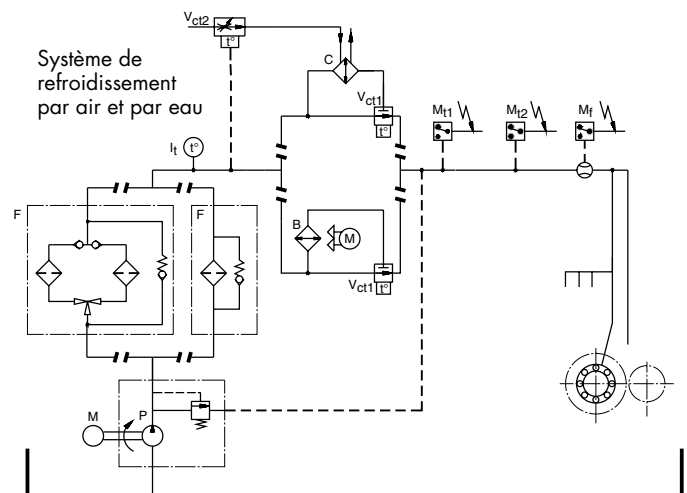 Vct2
t°
Système de
refroidissement
par air et par eau
C
Vct1
t°
Mt1
Mt2
Mf
It
t°
F
F
B
M
Vct1
t°
M
P